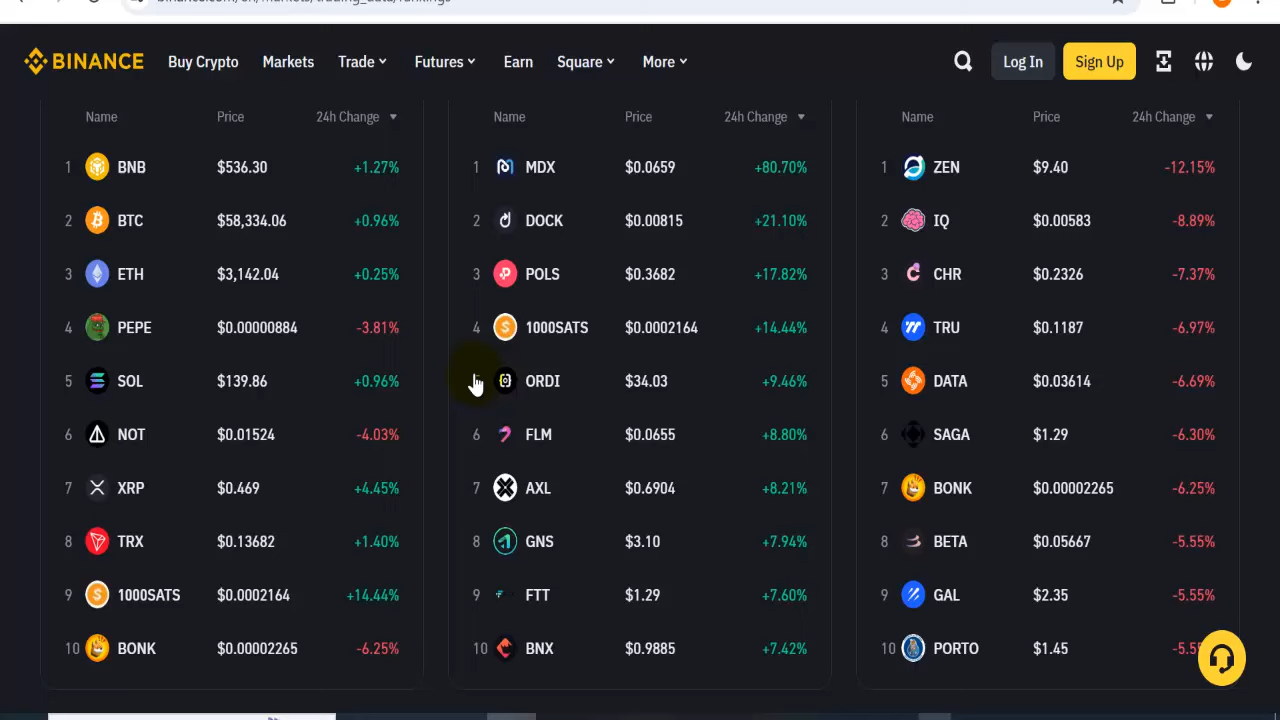 BINANCE Buy Crypto Markets Trade Futures Earn Square More Log In Sign Up
Name Price 24h Change
1 BNB $536.30 +1.27%
2 BTC $58,334.06 +0.96%
3 ETH $3,142.04 +0.25%
4 PEPE $0.00000884 -3.81%
5 SOL $139.86 +0.96%
6 NOT $0.01524 -4.03%
7 XRP $0.469 +4.45%
8 TRX $0.13682 +1.40%
9 1000SATS $0.0002164 +14.44%
10 BONK $0.00002265 -6.25%
Name Price 24h Change
1 MDX $0.0659 +80.70%
2 DOCK $0.00815 +21.10%
3 POLS $0.3682 +17.82%
4 1000SATS $0.0002164 +14.44%
ORDI $34.03 +9.46%
6 FLM $0.0655 +8.80%
7 AXL $0.6904 +8.21%
8 GNS $3.10 +7.94%
9 FTT $1.29 +7.60%
10 BNX $0.9885 +7.42%
Name Price 24h Change
1 ZEN $9.40 -12.15%
2 IQ $0.00583 -8.89%
3 CHR $0.2326 -7.37%
4 TRU $0.1187 -6.97%
5 DATA $0.03614 -6.69%
6 SAGA $1.29 -6.30%
7 BONK $0.00002265 -6.25%
8 BETA $0.05667 -5.55%
9 GAL $2.35 -5.55%
10 PORTO $1.45